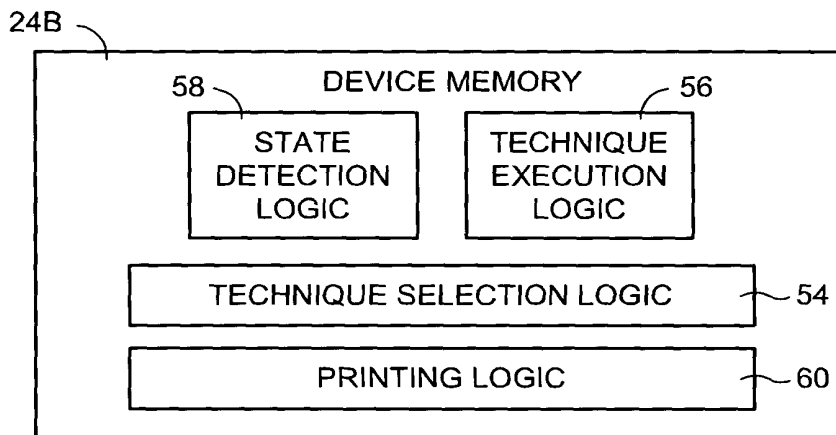 24B
DEVICE MEMORY
58
56
STATE
DETECTION
LOGIC
TECHNIQUE
EXECUTION
LOGIC
TECHNIQUE SELECTION LOGIC
54
PRINTING LOGIC
60